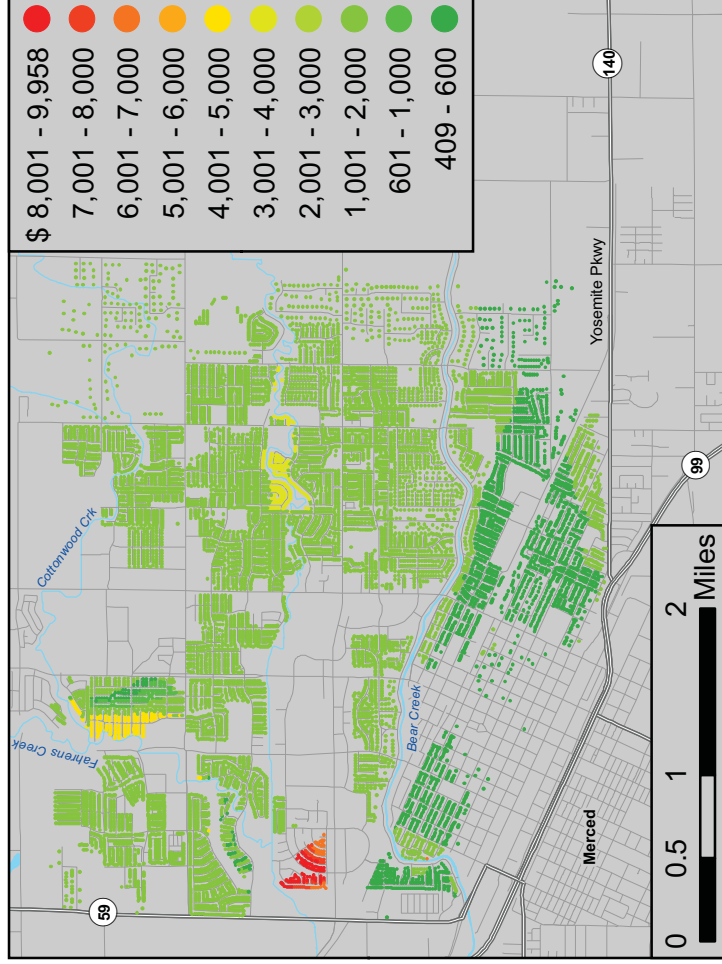 $ 8,001 - 9,958
7,001 - 8,000
6,001 - 7,000
5,001 - 6,000
4,001 - 5,000
3,001 - 4,000
2,001 - 3,000
1,001 - 2,000
601 - 1,000
409 - 600
140
Yosemite Pkwy
99
Cottonwood Crk
Fahrens Creek
Bear Creek
59
Merced
0 0.5 1 2
Miles